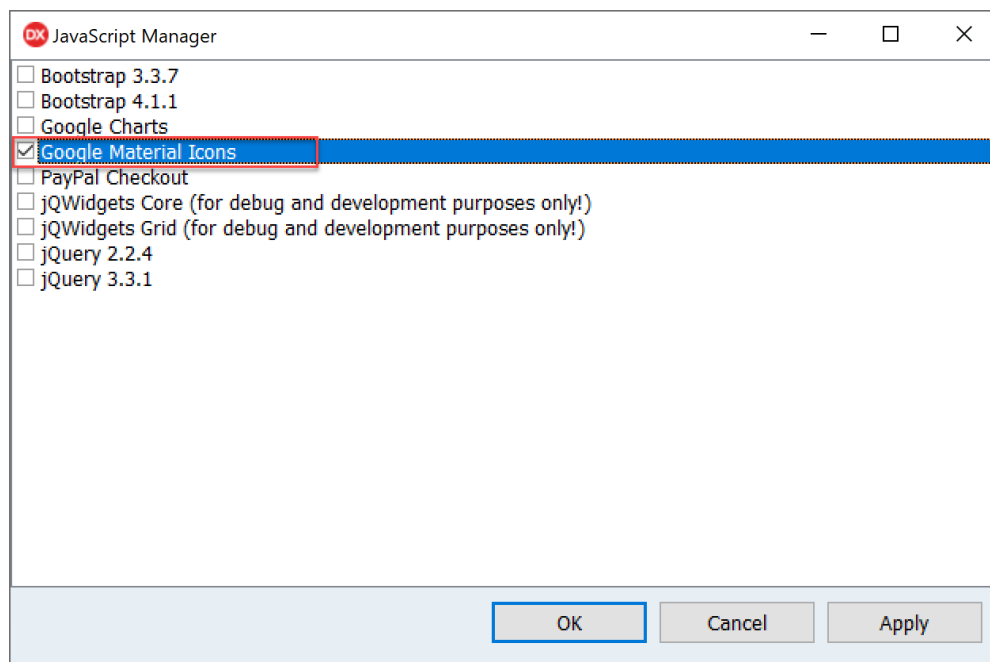 DX JavaScript Manager
Bootstrap 3.3.7
Bootstrap 4.1.1
Google Charts
Google Material Icons
PayPal Checkout
jQWidgets Core (for debug and development purposes only!)
jQWidgets Grid (for debug and development purposes only!)
jQuery 2.2.4
jQuery 3.3.1
OK Cancel Apply